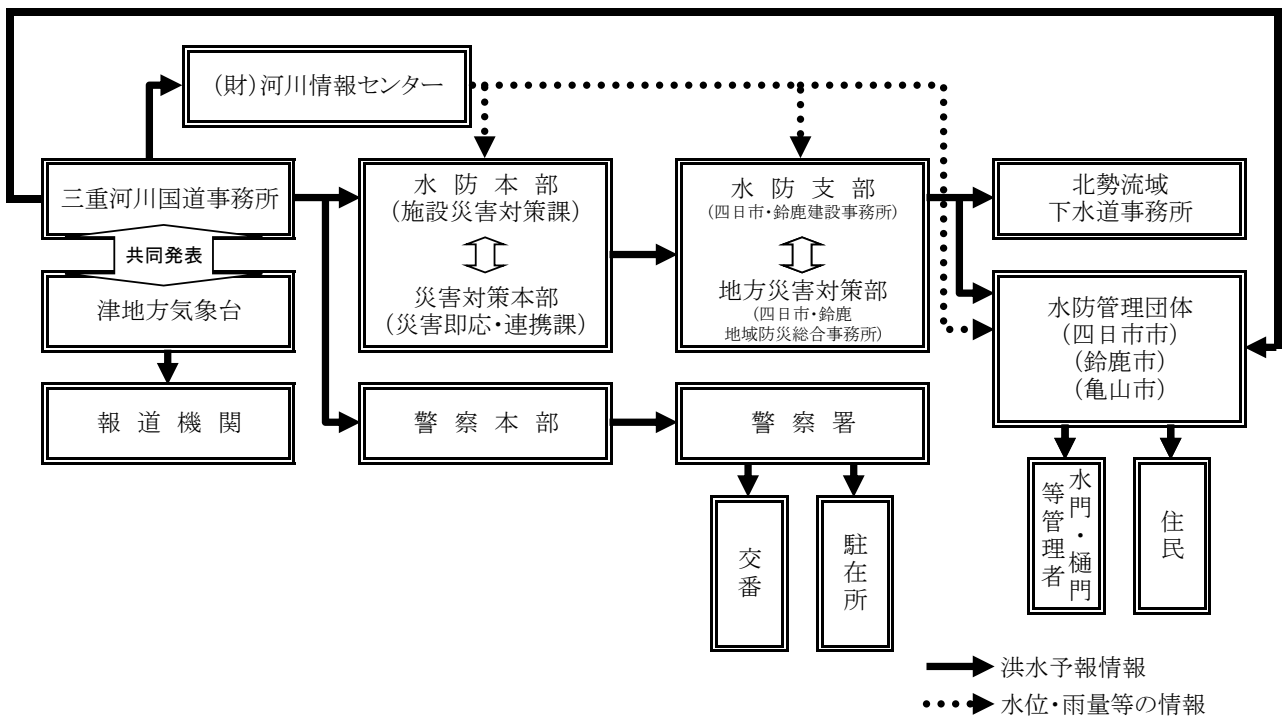 (財)河川情報センター
三重河川国道事務所
共同発表
津地方気象台
報道機関
水防本部
(施設災害対策課)
災害対策本部
(災害即応・連携課)
警察本部
水防支部
(四日市・鈴鹿建設事務所)
地方災害対策部
(四日市・鈴鹿
地域防災総合事務所)
警察署
交番
駐在所
北勢流域
下水道事務所
水防管理団体
(四日市市)
(鈴鹿市)
(亀山市)
水門・樋門
等管理者
住民
洪水予報情報
水位・雨量等の情報